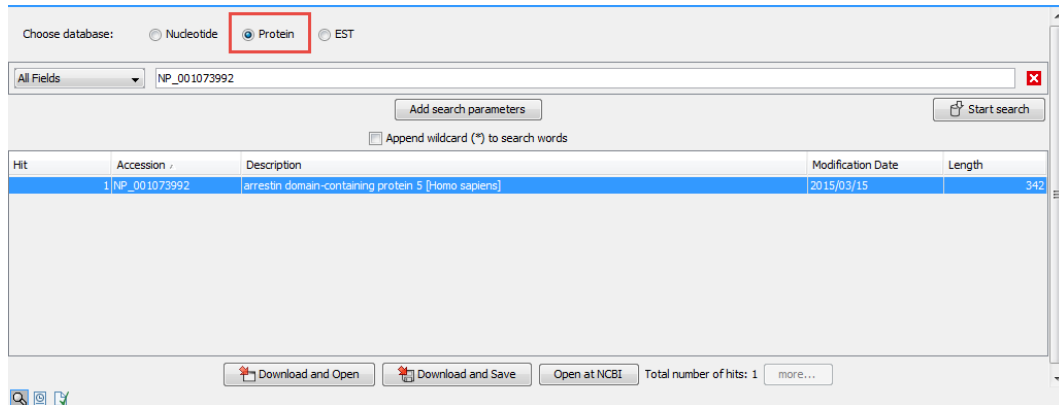 Choose database: Nucleotide Protein EST
All Fields NP_001073992
Add search parameters Start search
Append wildcard (*) to search words
Hit Accession Description Modification Date Length
1 NP_001073992 arrestin domain-containing protein 5 [Homo sapiens] 2015/03/15 342
Download and Open Download and Save Open at NCBI Total number of hits: 1 more...